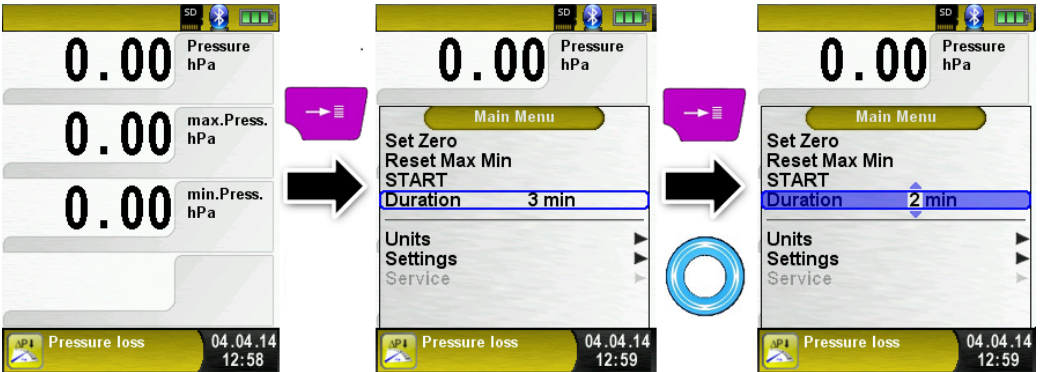 SD
0.00 Pressure
hPa
0.00 max.Press.
hPa
0.00 min.Press.
hPa
ΔP↓ Pressure loss 04.04.14
12:58
SD
0.00 Pressure
hPa
Main Menu
Set Zero
Reset Max Min
START
Duration 3 min
Units
Settings
Service
ΔP↓ Pressure loss 04.04.14
12:59
SD
0.00 Pressure
hPa
Main Menu
Set Zero
Reset Max Min
START
Duration 2 min
Units
Settings
Service
ΔP↓ Pressure loss 04.04.14
12:59